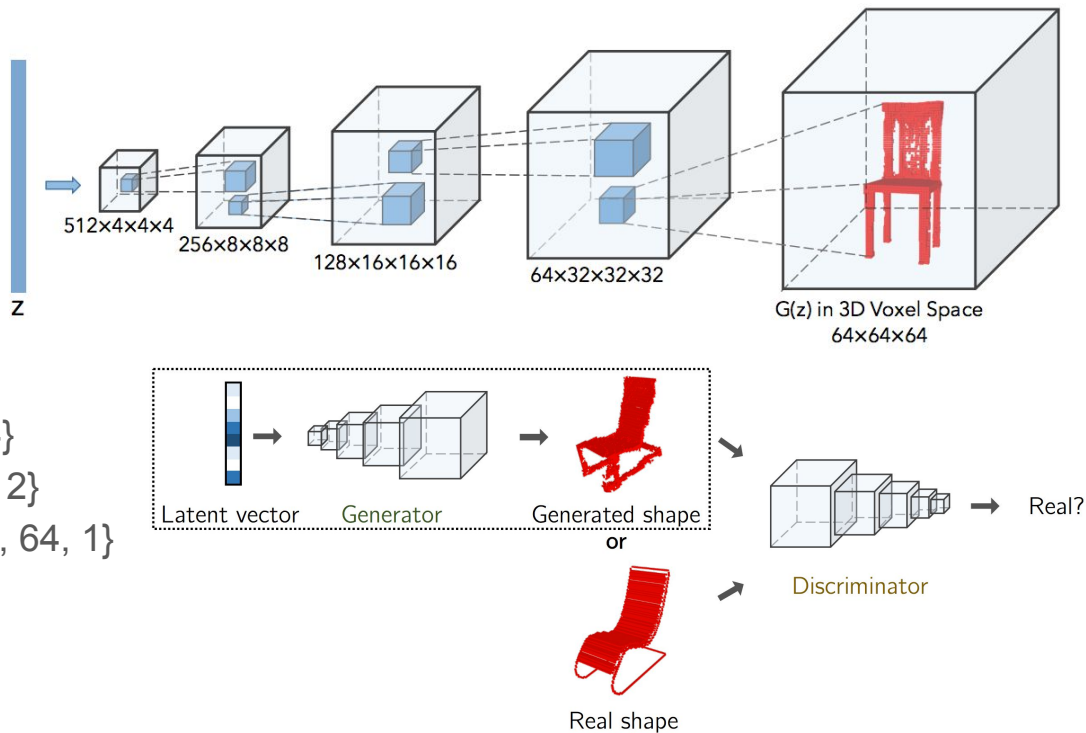 z
512×4×4×4
256×8×8×8
128×16×16×16
64×32×32×32
G(z) in 3D Voxel Space
64×64×64
}
2}
, 64, 1}
Latent vector
Generator
Generated shape
or
Real shape
Discriminator
Real?